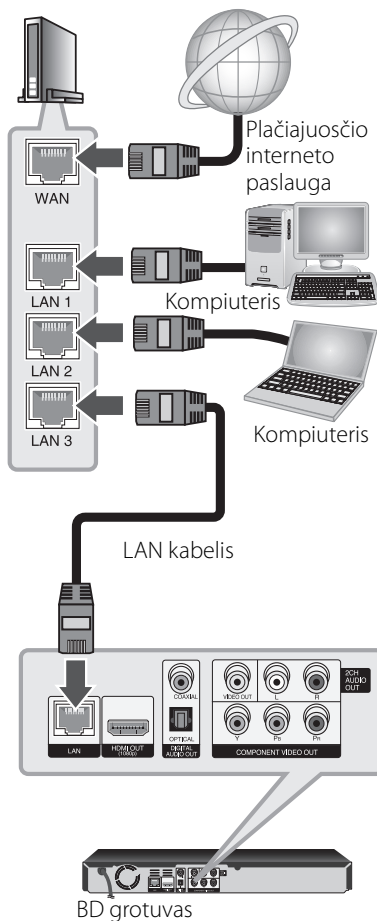 Plačiajuosčio
interneto
paslauga
WAN
LAN 1
Kompiuteris
LAN 2
Kompiuteris
LAN 3
LAN kabelis
COAXIAL
VIDEO OUT
L
R
2CH
AUDIO
OUT
LAN
HDMI OUT
(1080p)
OPTICAL
DIGITAL
AUDIO OUT
Y
PB
PR
COMPONENT VIDEO OUT
BD grotuvas